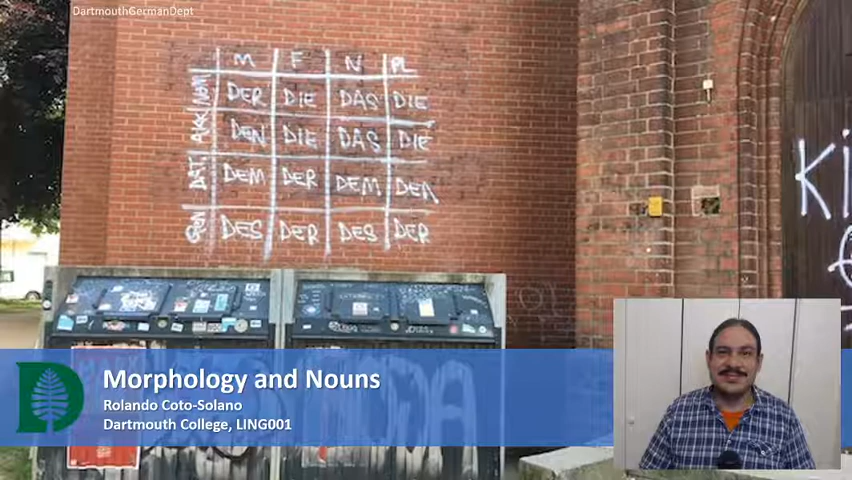 DartmouthGermanDept
M F N PL
NOM DER DIE DAS DIE
AKK DEN DIE DAS DIE
DAT. DEM DER DEM DEN
GEN DES DER DES DER
Ki
Morphology and Nouns
Rolando Coto-Solano
Dartmouth College, LING001